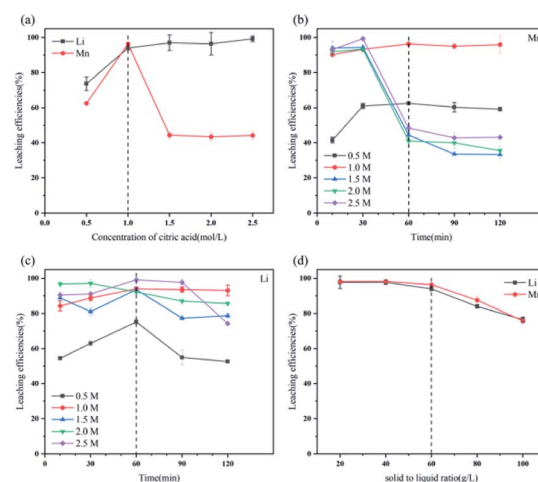 (a)
Li
Mn
Leaching efficiencies(%)
100
80
60
40
20
0
0.5
1.0
1.5
2.0
2.5
Concentration of citric acid(mol/L)
(b)
Mn
Leaching efficiencies(%)
100
80
60
40
20
0
0.5 M
1.0 M
1.5 M
2.0 M
2.5 M
0
30
60
90
120
Time(min)
(c)
Li
Leaching efficiencies(%)
100
80
60
40
20
0
0.5 M
1.0 M
1.5 M
2.0 M
2.5 M
0
30
60
90
120
Time(min)
(d)
Li
Mn
Leaching efficiencies(%)
100
80
60
40
20
0
20
40
60
80
100
solid to liquid ratio(g/L)